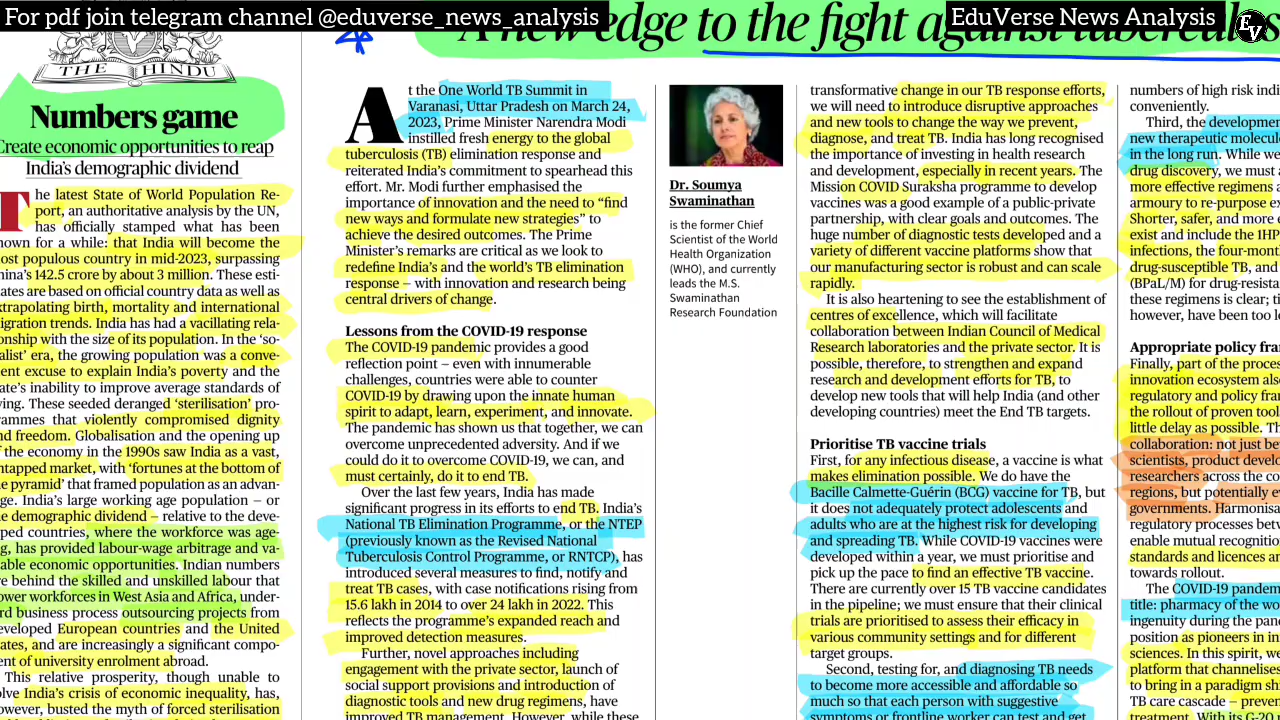 For pdf join telegram channel @eduverse_news_analysis
EduVerse News Analysis
EV
A new edge to the fight against
THE HINDU
Numbers game
Create economic opportunities to reap
India's demographic dividend
The latest State of World Population Re-
port, an authoritative analysis by the UN,
has officially stamped what has been
nown for a while: that India will become the
ost populous country in mid-2023, surpassing
hina's 142.5 crore by about 3 million. These esti-
ates are based on official country data as well as
xtrapolating birth, mortality and international
igration trends. India has had a vacillating rela-
onship with the size of its population. In the 'so-
alist' era, the growing population was a conve-
ent excuse to explain India's poverty and the
ate's inability to improve average standards of
ving. These seeded deranged 'sterilisation' pro-
rammes that violently compromised dignity
nd freedom. Globalisation and the opening up
f the economy in the 1990s saw India as a vast,
ntapped market, with 'fortunes at the bottom of
e pyramid' that framed population as an advan-
ge. India's large working age population – or
e demographic dividend – relative to the deve-
ped countries, where the workforce was age-
g, has provided labour-wage arbitrage and va-
able economic opportunities. Indian numbers
e behind the skilled and unskilled labour that
ower workforces in West Asia and Africa, under-
rd business process outsourcing projects from
eveloped European countries and the United
ates, and are increasingly a significant compo-
ent of university enrolment abroad.
This relative prosperity, though unable to
olve India's crisis of economic inequality, has,
owever, busted the myth of forced sterilisation
At the One World TB Summit in
Varanasi, Uttar Pradesh on March 24,
2023, Prime Minister Narendra Modi
instilled fresh energy to the global
tuberculosis (TB) elimination response and
reiterated India's commitment to spearhead this
effort. Mr. Modi further emphasised the
importance of innovation and the need to “find
new ways and formulate new strategies” to
achieve the desired outcomes. The Prime
Minister's remarks are critical as we look to
redefine India's and the world's TB elimination
response – with innovation and research being
central drivers of change.
Lessons from the COVID-19 response
The COVID-19 pandemic provides a good
reflection point – even with innumerable
challenges, countries were able to counter
COVID-19 by drawing upon the innate human
spirit to adapt, learn, experiment, and innovate.
The pandemic has shown us that together, we can
overcome unprecedented adversity. And if we
could do it to overcome COVID-19, we can, and
must certainly, do it to end TB.
Over the last few years, India has made
significant progress in its efforts to end TB. India's
National TB Elimination Programme, or the NTEP
(previously known as the Revised National
Tuberculosis Control Programme, or RNTCP), has
introduced several measures to find, notify and
treat TB cases, with case notifications rising from
15.6 lakh in 2014 to over 24 lakh in 2022. This
reflects the programme's expanded reach and
improved detection measures.
Further, novel approaches including
engagement with the private sector, launch of
social support provisions and introduction of
diagnostic tools and new drug regimens, have
improved TB management. However, while these
Dr. Soumya
Swaminathan
is the former Chief
Scientist of the World
Health Organization
(WHO), and currently
leads the M.S.
Swaminathan
Research Foundation
transformative change in our TB response efforts,
we will need to introduce disruptive approaches
and new tools to change the way we prevent,
diagnose, and treat TB. India has long recognised
the importance of investing in health research
and development, especially in recent years. The
Mission COVID Suraksha programme to develop
vaccines was a good example of a public-private
partnership, with clear goals and outcomes. The
huge number of diagnostic tests developed and a
variety of different vaccine platforms show that
our manufacturing sector is robust and can scale
rapidly.
It is also heartening to see the establishment of
centres of excellence, which will facilitate
collaboration between Indian Council of Medical
Research laboratories and the private sector. It is
possible, therefore, to strengthen and expand
research and development efforts for TB, to
develop new tools that will help India (and other
developing countries) meet the End TB targets.
Prioritise TB vaccine trials
First, for any infectious disease, a vaccine is what
makes elimination possible. We do have the
Bacille Calmette-Guérin (BCG) vaccine for TB, but
it does not adequately protect adolescents and
adults who are at the highest risk for developing
and spreading TB. While COVID-19 vaccines were
developed within a year, we must prioritise and
pick up the pace to find an effective TB vaccine.
There are currently over 15 TB vaccine candidates
in the pipeline; we must ensure that their clinical
trials are prioritised to assess their efficacy in
various community settings and for different
target groups.
Second, testing for, and diagnosing TB needs
to become more accessible and affordable so
much so that each person with suggestive
symptoms or frontline worker can test and get
numbers of high risk indi
conveniently.
Third, the developmen
new therapeutic molecul
in the long run. While we
drug discovery, we must a
more effective regimens a
armoury to re-purpose ex
Shorter, safer, and more e
exist and include the 1HP
infections, the four-mont
drug-susceptible TB, and
(BPaL/M) for drug-resista
these regimens is clear; ti
however, have been too lo
Appropriate policy fram
Finally, part of the proces
innovation ecosystem also
regulatory and policy fram
the rollout of proven tools
little delay as possible. Th
collaboration: not just bet
scientists, product develo
researchers across the co
regions, but potentially ev
governments. Harmonisa
regulatory processes betw
enable mutual recognition
standards and licences an
towards rollout.
The COVID-19 pandemi
title: pharmacy of the wo
ingenuity during the pand
position as pioneers in in
sciences. In this spirit, we
platform that channelises
to bring in a paradigm shi
TB care cascade – preven
treatment. With its G-20